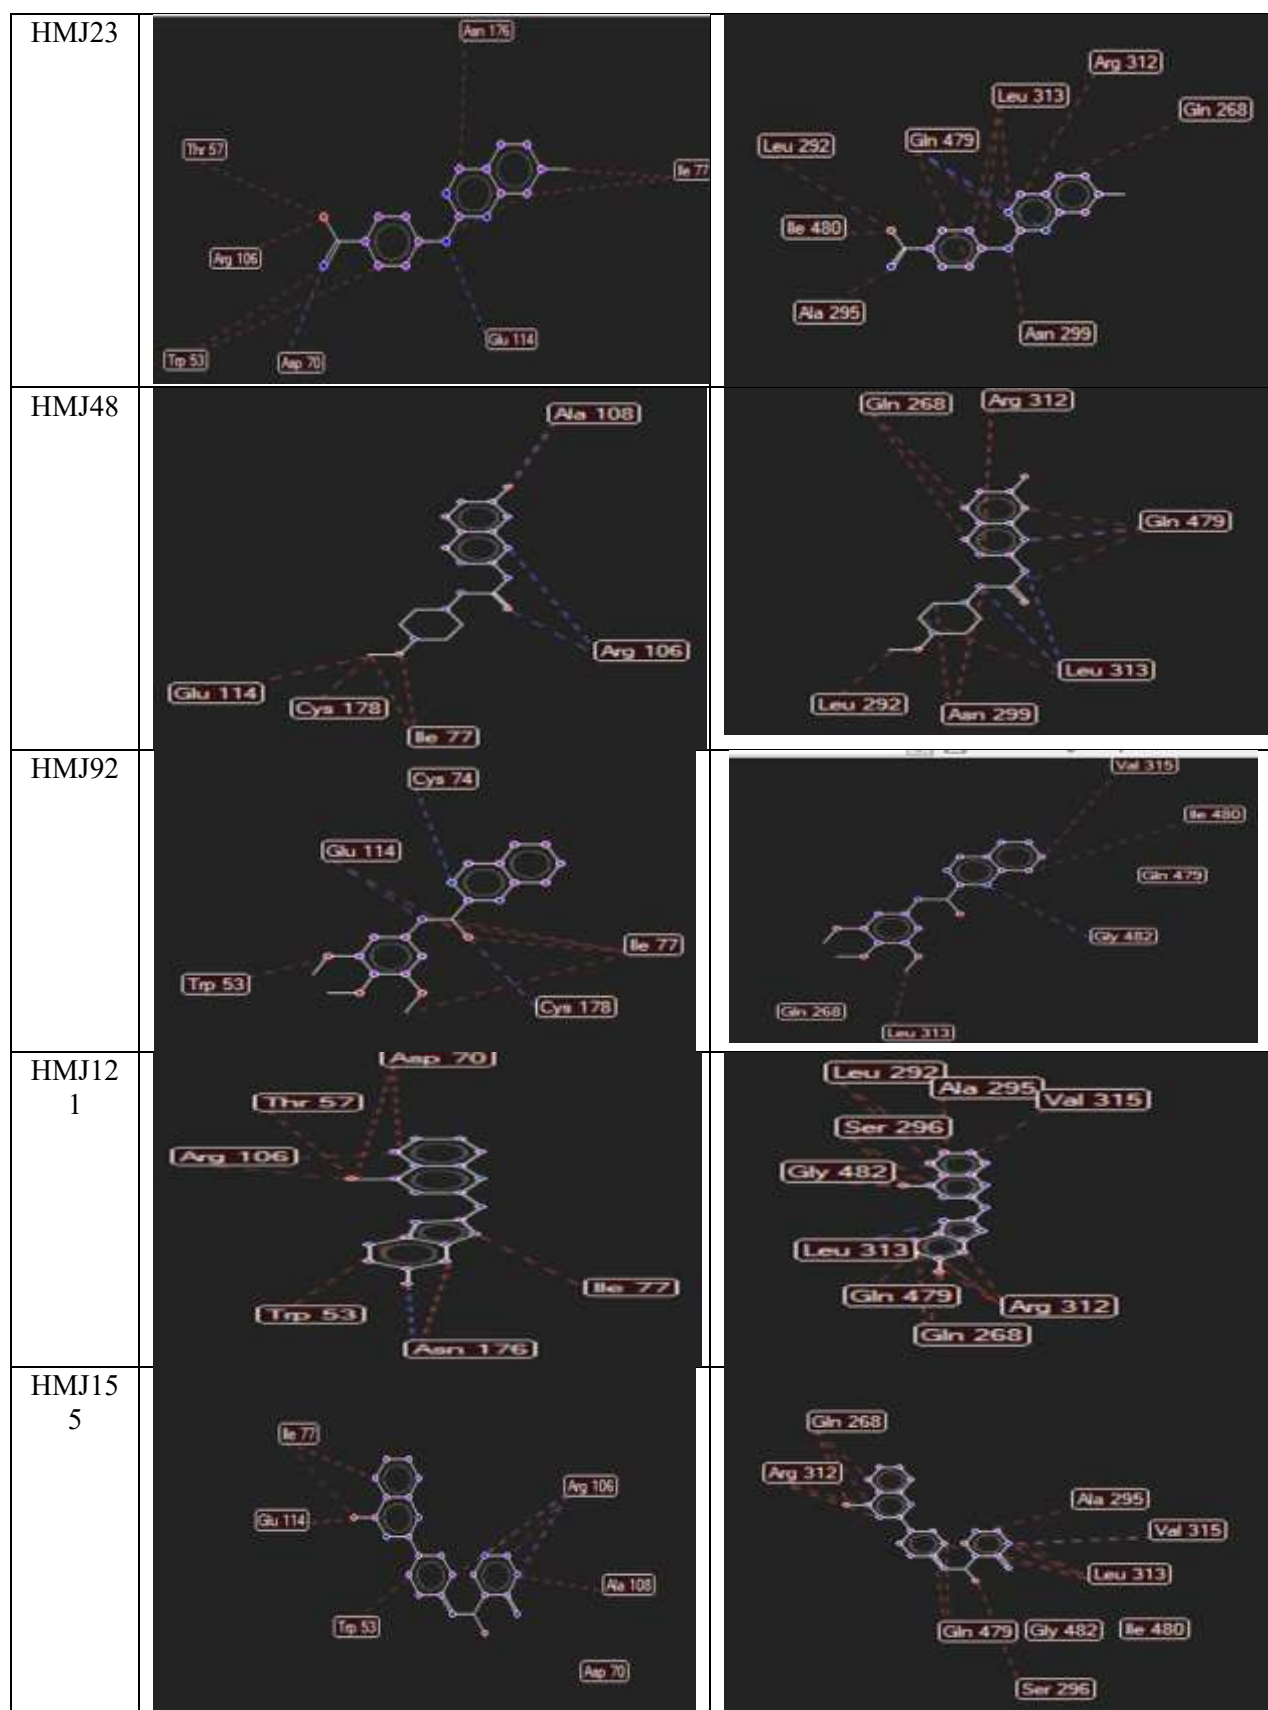 HMJ23
Asn 176
Thr 57
Ile 77
Arg 106
Trp 53
Asp 70
Glu 114
Arg 312
Leu 313
Gln 268
Gln 479
Leu 292
Ile 480
Ala 295
Asn 299
HMJ48
Ala 108
Arg 106
Glu 114
Cys 178
Ile 77
Gln 268
Arg 312
Gln 479
Leu 313
Leu 292
Asn 299
HMJ92
Cys 74
Glu 114
Ile 77
Trp 53
Cys 178
Val 315
Ile 480
Gln 479
Gly 482
Gln 268
Leu 313
HMJ12
1
Asp 70
Thr 57
Arg 106
Ile 77
Trp 53
Asn 176
Leu 292
Ala 295
Val 315
Ser 296
Gly 482
Leu 313
Gln 479
Arg 312
Gln 268
HMJ15
5
Ile 77
Arg 106
Glu 114
Ala 108
Trp 53
Asp 70
Gln 268
Arg 312
Ala 295
Val 315
Leu 313
Gln 479
Gly 482
Ile 480
Ser 296